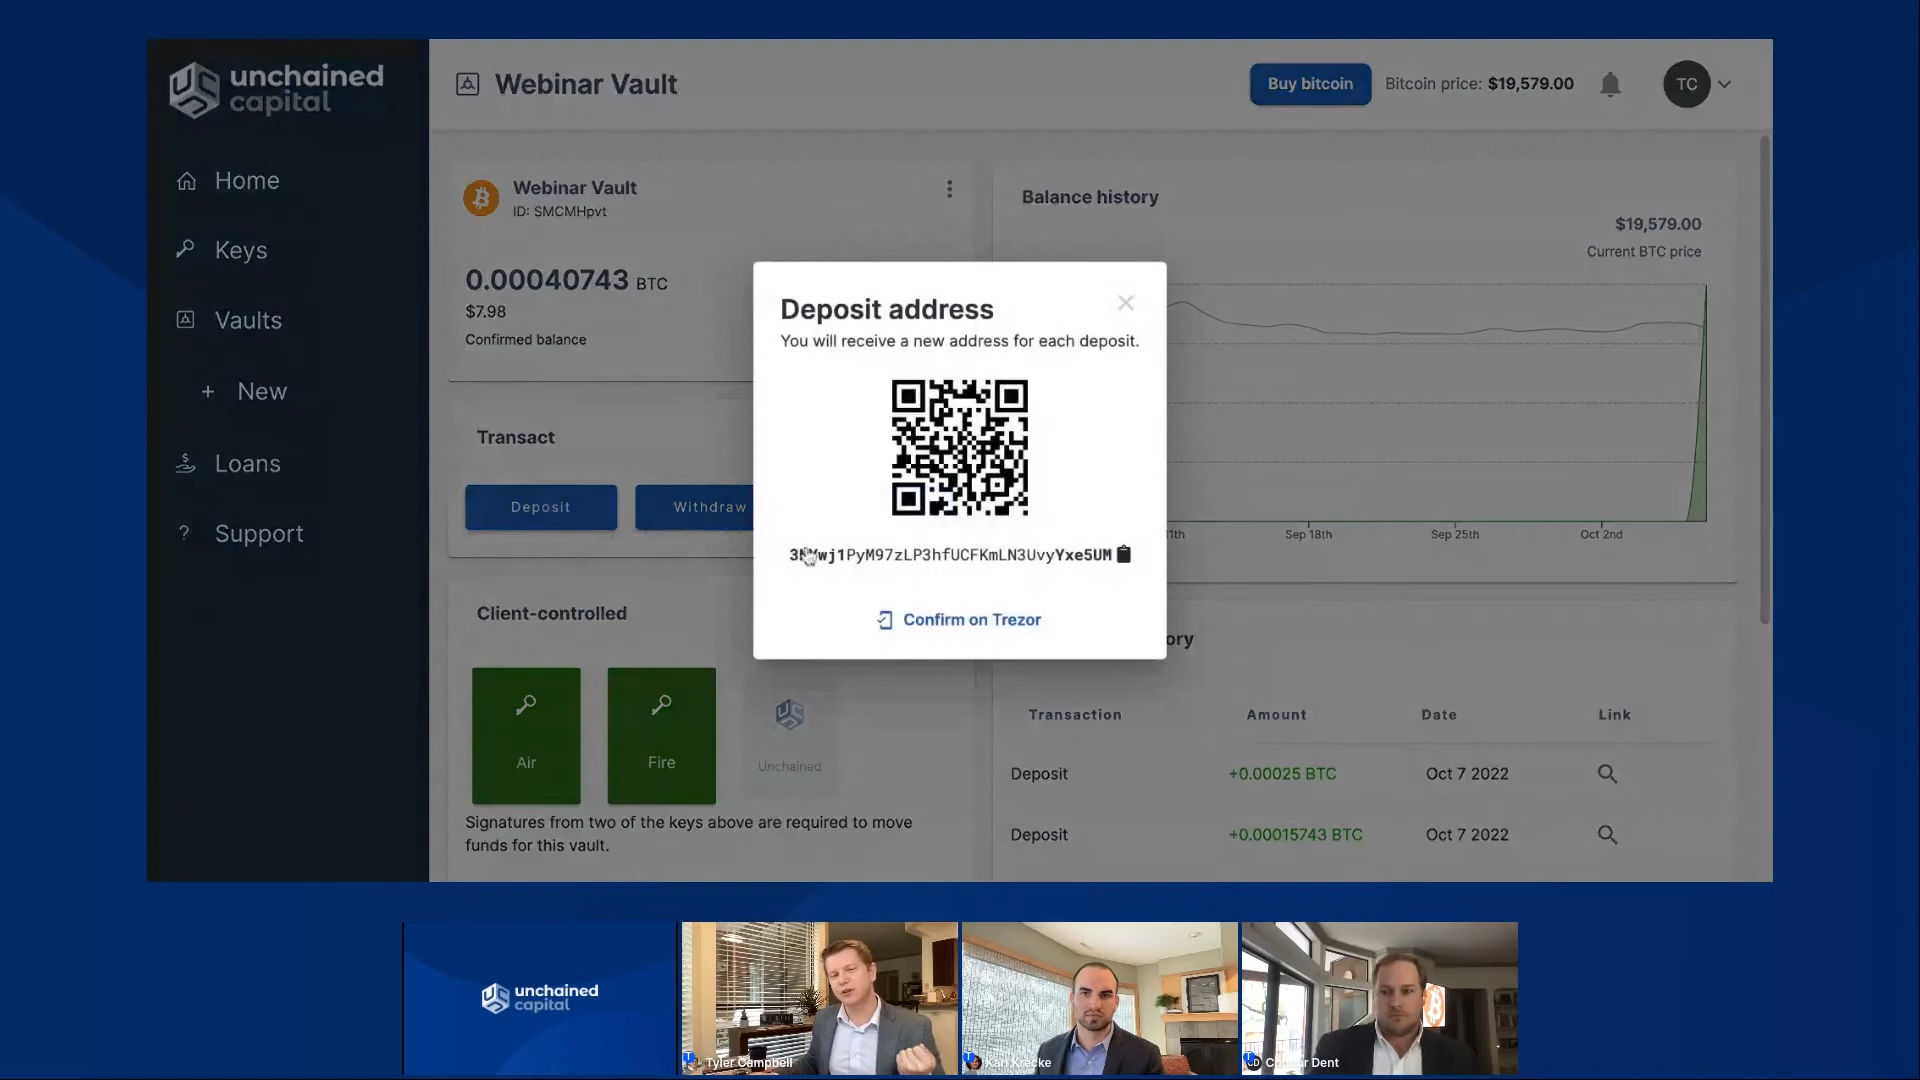 unchained
capital
Home
Keys
Vaults
+ New
Loans
? Support
Webinar Vault
Buy bitcoin
Bitcoin price: $19,579.00
TC
Webinar Vault
ID: SMCMHpvt
0.00040743 BTC
$7.98
Confirmed balance
Transact
Deposit
Withdraw
Client-controlled
Air
Fire
Unchained
Signatures from two of the keys above are required to move
funds for this vault.
Deposit address
You will receive a new address for each deposit.
Confirm on Trezor
Balance history
$19,579.00
Current BTC price
Sep 18th
Sep 25th
Oct 2nd
Transaction Amount Date Link
Deposit +0.00025 BTC Oct 7 2022
Deposit +0.00015743 BTC Oct 7 2022
unchained
capital
Tyler Campbell
Dent